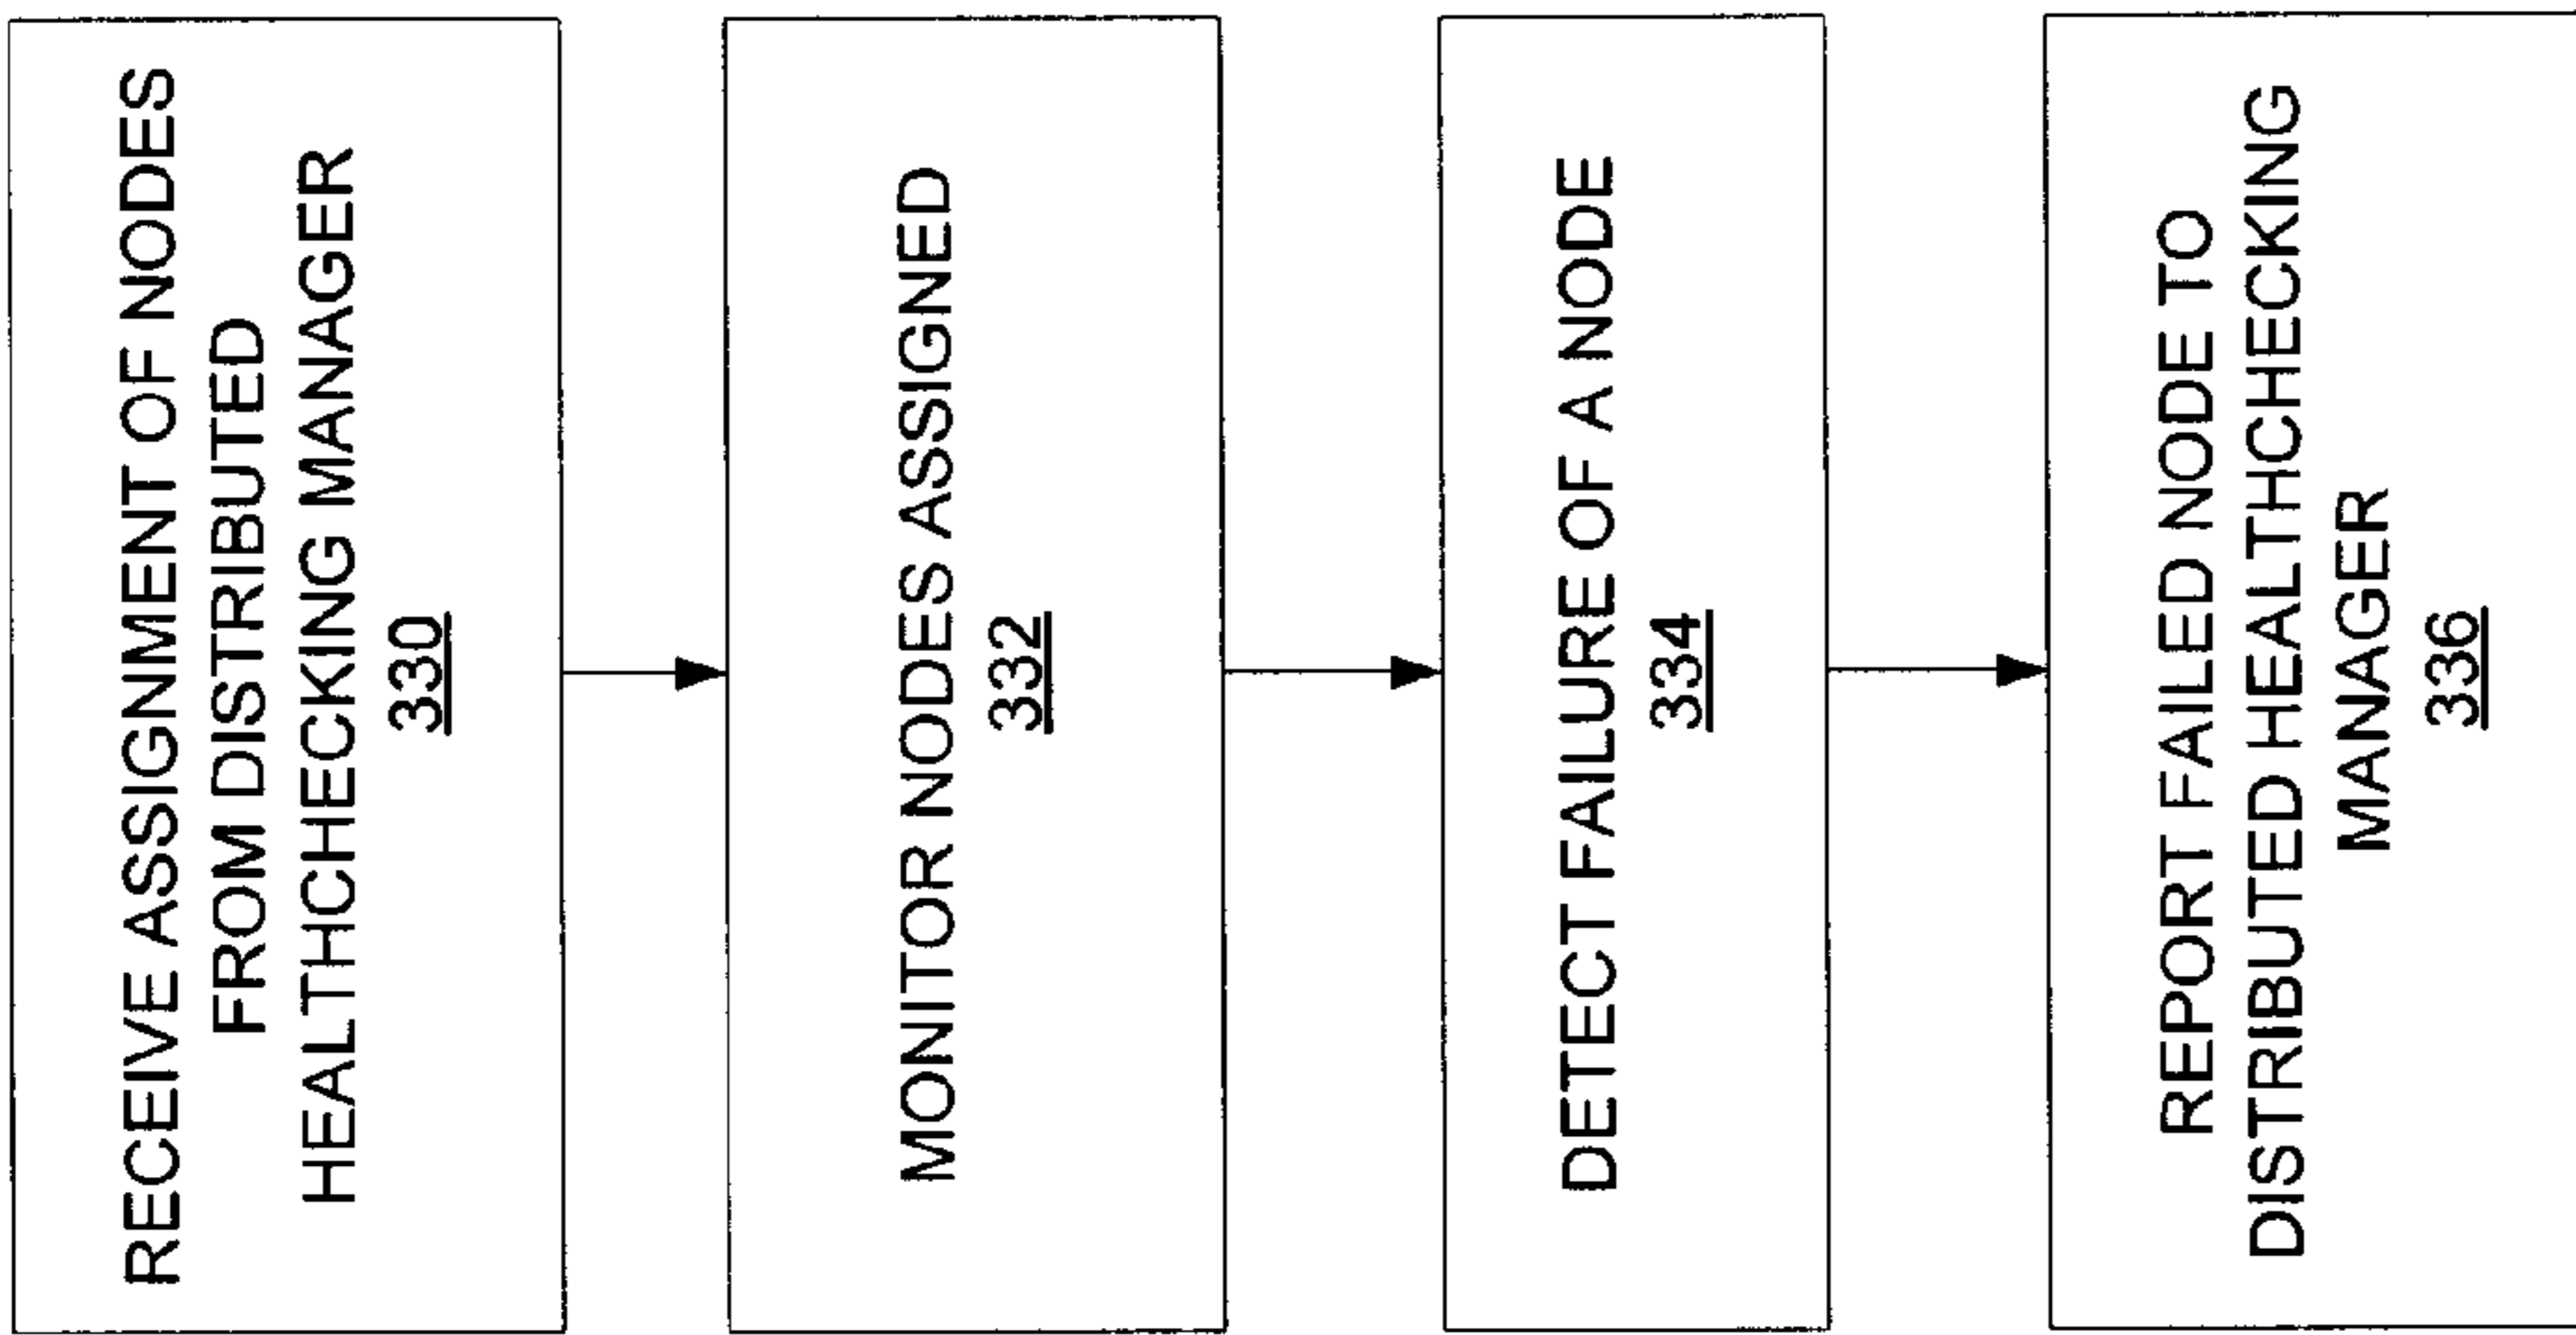 RECEIVE ASSIGNMENT OF NODES
FROM DISTRIBUTED
HEALTHCHECKING MANAGER
330
MONITOR NODES ASSIGNED
332
DETECT FAILURE OF A NODE
334
REPORT FAILED NODE TO
DISTRIBUTED HEALTHCHECKING
MANAGER
336